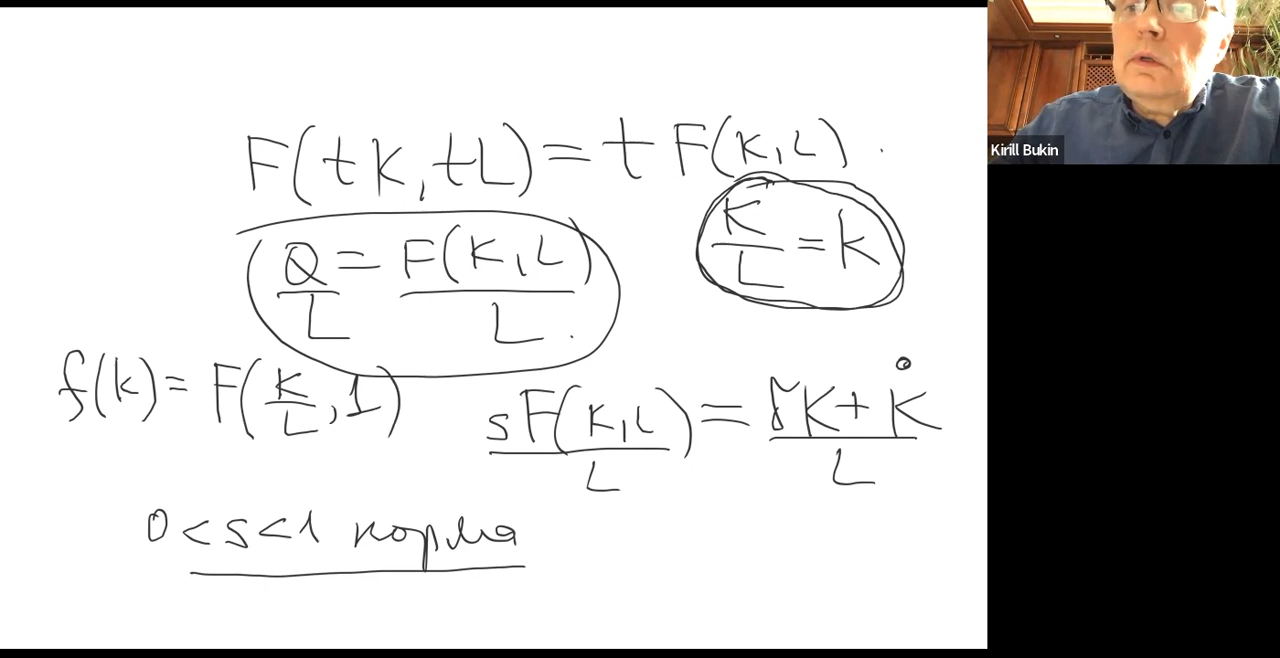 F(tK, tL) = t F(K, L)
K/L = k
Q/L = F(K, L)/L
f(k) = F(K/L, 1)
sF(K, L)/L = (δK + K̇)/L
0 < s < 1 норма
Kirill Bukin